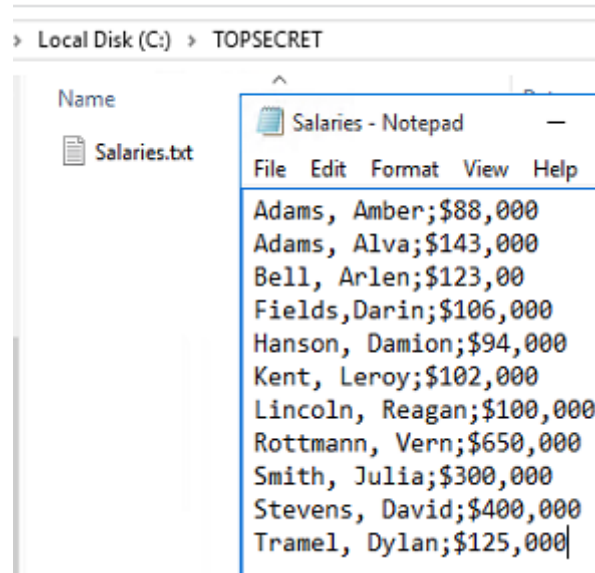 > Local Disk (C:) > TOPSECRET
Name
Salaries.txt
Salaries - Notepad
File Edit Format View Help
Adams, Amber;$88,000
Adams, Alva;$143,000
Bell, Arlen;$123,00
Fields,Darin;$106,000
Hanson, Damion;$94,000
Kent, Leroy;$102,000
Lincoln, Reagan;$100,000
Rottmann, Vern;$650,000
Smith, Julia;$300,000
Stevens, David;$400,000
Tramel, Dylan;$125,000